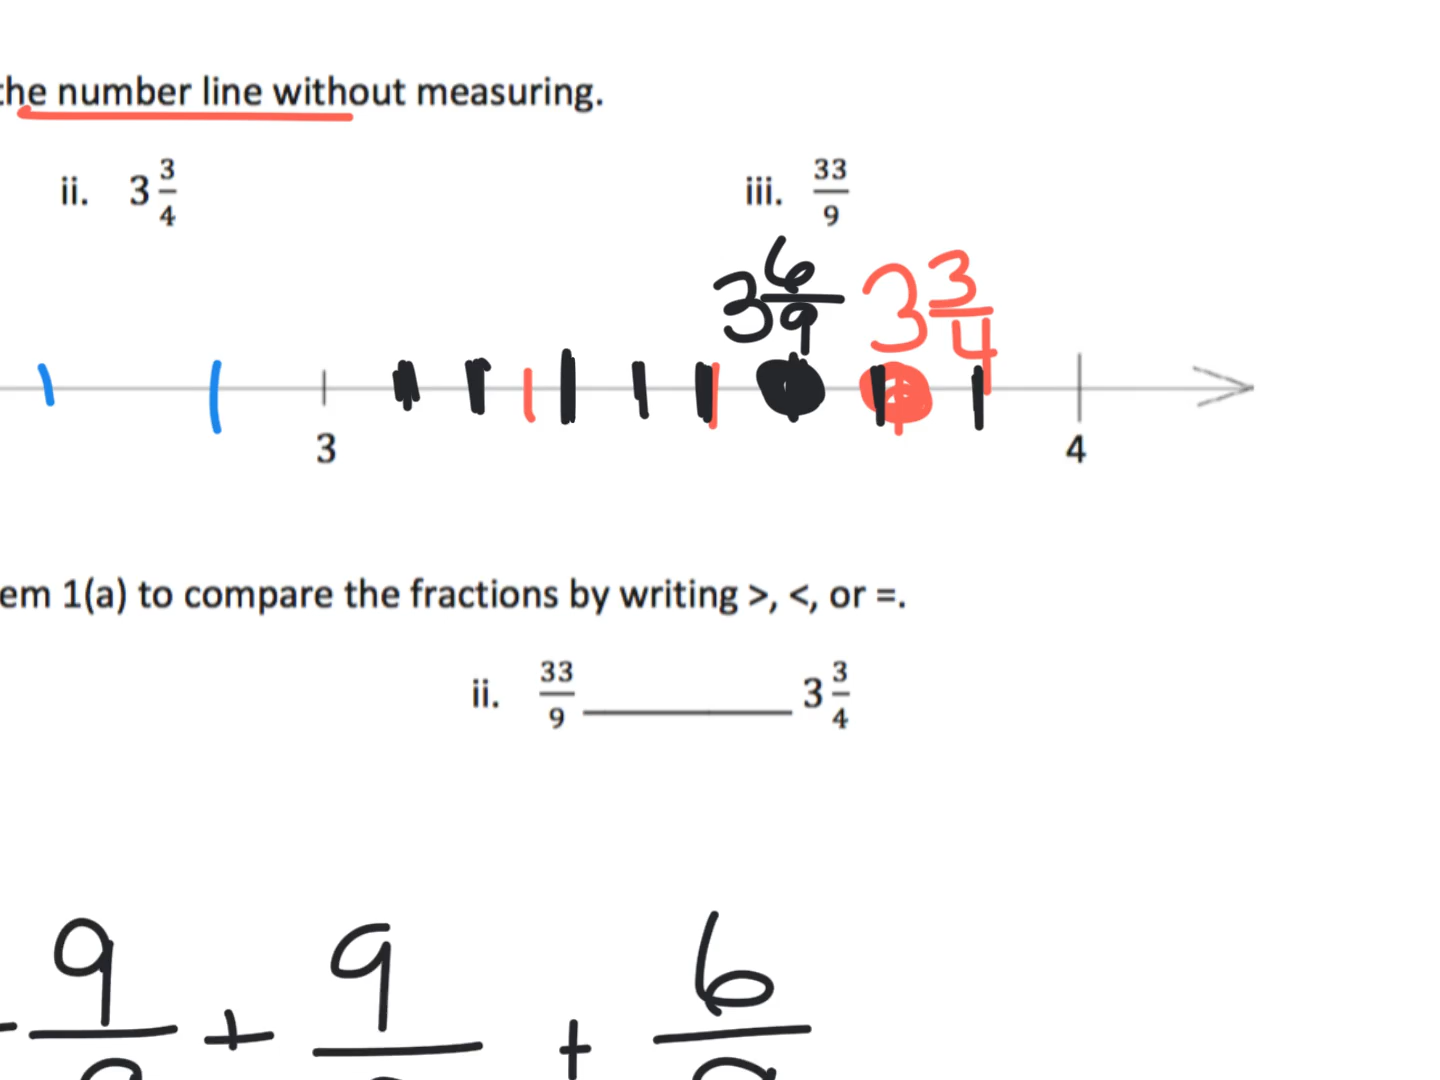 the number line without measuring.
ii. 3 3/4 iii. 33/9
3 6/9 3 3/4
3 4
em 1(a) to compare the fractions by writing >, <, or =.
ii. 33/9 ________ 3 3/4
9 + 9 + 6